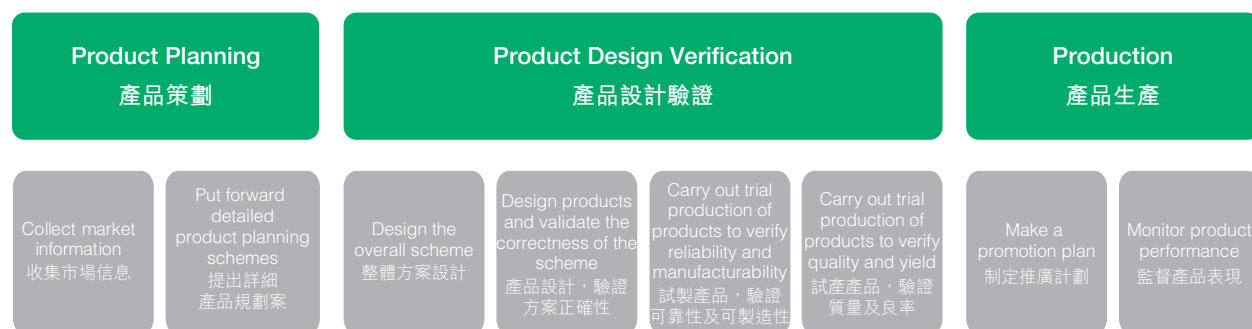 Product Planning
產品策劃
Product Design Verification
產品設計驗證
Production
產品生產
Collect market
information
收集市場信息
Put forward
detailed
product planning
schemes
提出詳細
產品規劃案
Design the
overall scheme
整體方案設計
Design products
and validate the
correctness of the
scheme
產品設計,驗證
方案正確性
Carry out trial
production of
products to verify
reliability and
manufacturability
試製產品,驗證
可靠性及可製造性
Carry out trial
production of
products to verify
quality and yield
試產產品,驗證
質量及良率
Make a
promotion plan
制定推廣計劃
Monitor product
performance
監督產品表現